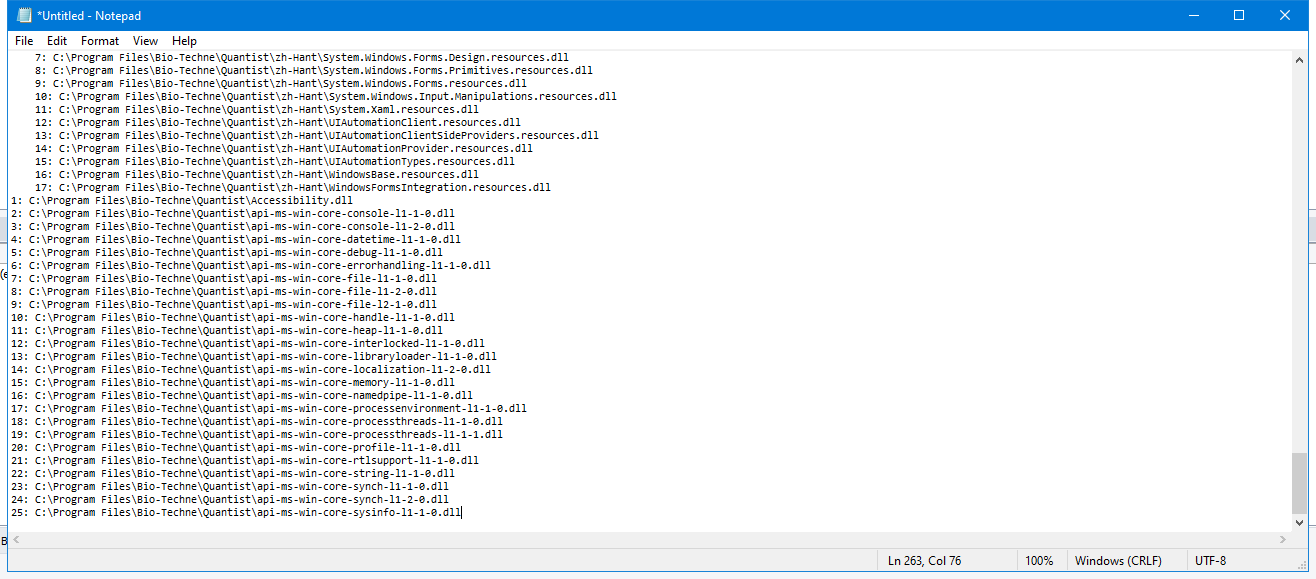 *Untitled - Notepad
File Edit Format View Help
7: C:\Program Files\Bio-Techne\Quantist\zh-Hant\System.Windows.Forms.Design.resources.dll
8: C:\Program Files\Bio-Techne\Quantist\zh-Hant\System.Windows.Forms.Primitives.resources.dll
9: C:\Program Files\Bio-Techne\Quantist\zh-Hant\System.Windows.Forms.resources.dll
10: C:\Program Files\Bio-Techne\Quantist\zh-Hant\System.Windows.Input.Manipulations.resources.dll
11: C:\Program Files\Bio-Techne\Quantist\zh-Hant\System.Xaml.resources.dll
12: C:\Program Files\Bio-Techne\Quantist\zh-Hant\UIAutomationClient.resources.dll
13: C:\Program Files\Bio-Techne\Quantist\zh-Hant\UIAutomationClientSideProviders.resources.dll
14: C:\Program Files\Bio-Techne\Quantist\zh-Hant\UIAutomationProvider.resources.dll
15: C:\Program Files\Bio-Techne\Quantist\zh-Hant\UIAutomationTypes.resources.dll
16: C:\Program Files\Bio-Techne\Quantist\zh-Hant\WindowsBase.resources.dll
17: C:\Program Files\Bio-Techne\Quantist\zh-Hant\WindowsFormsIntegration.resources.dll
1: C:\Program Files\Bio-Techne\Quantist\Accessibility.dll
2: C:\Program Files\Bio-Techne\Quantist\api-ms-win-core-console-l1-1-0.dll
3: C:\Program Files\Bio-Techne\Quantist\api-ms-win-core-console-l1-2-0.dll
4: C:\Program Files\Bio-Techne\Quantist\api-ms-win-core-datetime-l1-1-0.dll
5: C:\Program Files\Bio-Techne\Quantist\api-ms-win-core-debug-l1-1-0.dll
6: C:\Program Files\Bio-Techne\Quantist\api-ms-win-core-errorhandling-l1-1-0.dll
7: C:\Program Files\Bio-Techne\Quantist\api-ms-win-core-file-l1-1-0.dll
8: C:\Program Files\Bio-Techne\Quantist\api-ms-win-core-file-l1-2-0.dll
9: C:\Program Files\Bio-Techne\Quantist\api-ms-win-core-file-l2-1-0.dll
10: C:\Program Files\Bio-Techne\Quantist\api-ms-win-core-handle-l1-1-0.dll
11: C:\Program Files\Bio-Techne\Quantist\api-ms-win-core-heap-l1-1-0.dll
12: C:\Program Files\Bio-Techne\Quantist\api-ms-win-core-interlocked-l1-1-0.dll
13: C:\Program Files\Bio-Techne\Quantist\api-ms-win-core-libraryloader-l1-1-0.dll
14: C:\Program Files\Bio-Techne\Quantist\api-ms-win-core-localization-l1-2-0.dll
15: C:\Program Files\Bio-Techne\Quantist\api-ms-win-core-memory-l1-1-0.dll
16: C:\Program Files\Bio-Techne\Quantist\api-ms-win-core-namedpipe-l1-1-0.dll
17: C:\Program Files\Bio-Techne\Quantist\api-ms-win-core-processenvironment-l1-1-0.dll
18: C:\Program Files\Bio-Techne\Quantist\api-ms-win-core-processthreads-l1-1-0.dll
19: C:\Program Files\Bio-Techne\Quantist\api-ms-win-core-processthreads-l1-1-1.dll
20: C:\Program Files\Bio-Techne\Quantist\api-ms-win-core-profile-l1-1-0.dll
21: C:\Program Files\Bio-Techne\Quantist\api-ms-win-core-rtlsupport-l1-1-0.dll
22: C:\Program Files\Bio-Techne\Quantist\api-ms-win-core-string-l1-1-0.dll
23: C:\Program Files\Bio-Techne\Quantist\api-ms-win-core-synch-l1-1-0.dll
24: C:\Program Files\Bio-Techne\Quantist\api-ms-win-core-synch-l1-2-0.dll
25: C:\Program Files\Bio-Techne\Quantist\api-ms-win-core-sysinfo-l1-1-0.dll
Ln 263, Col 76 100% Windows (CRLF) UTF-8